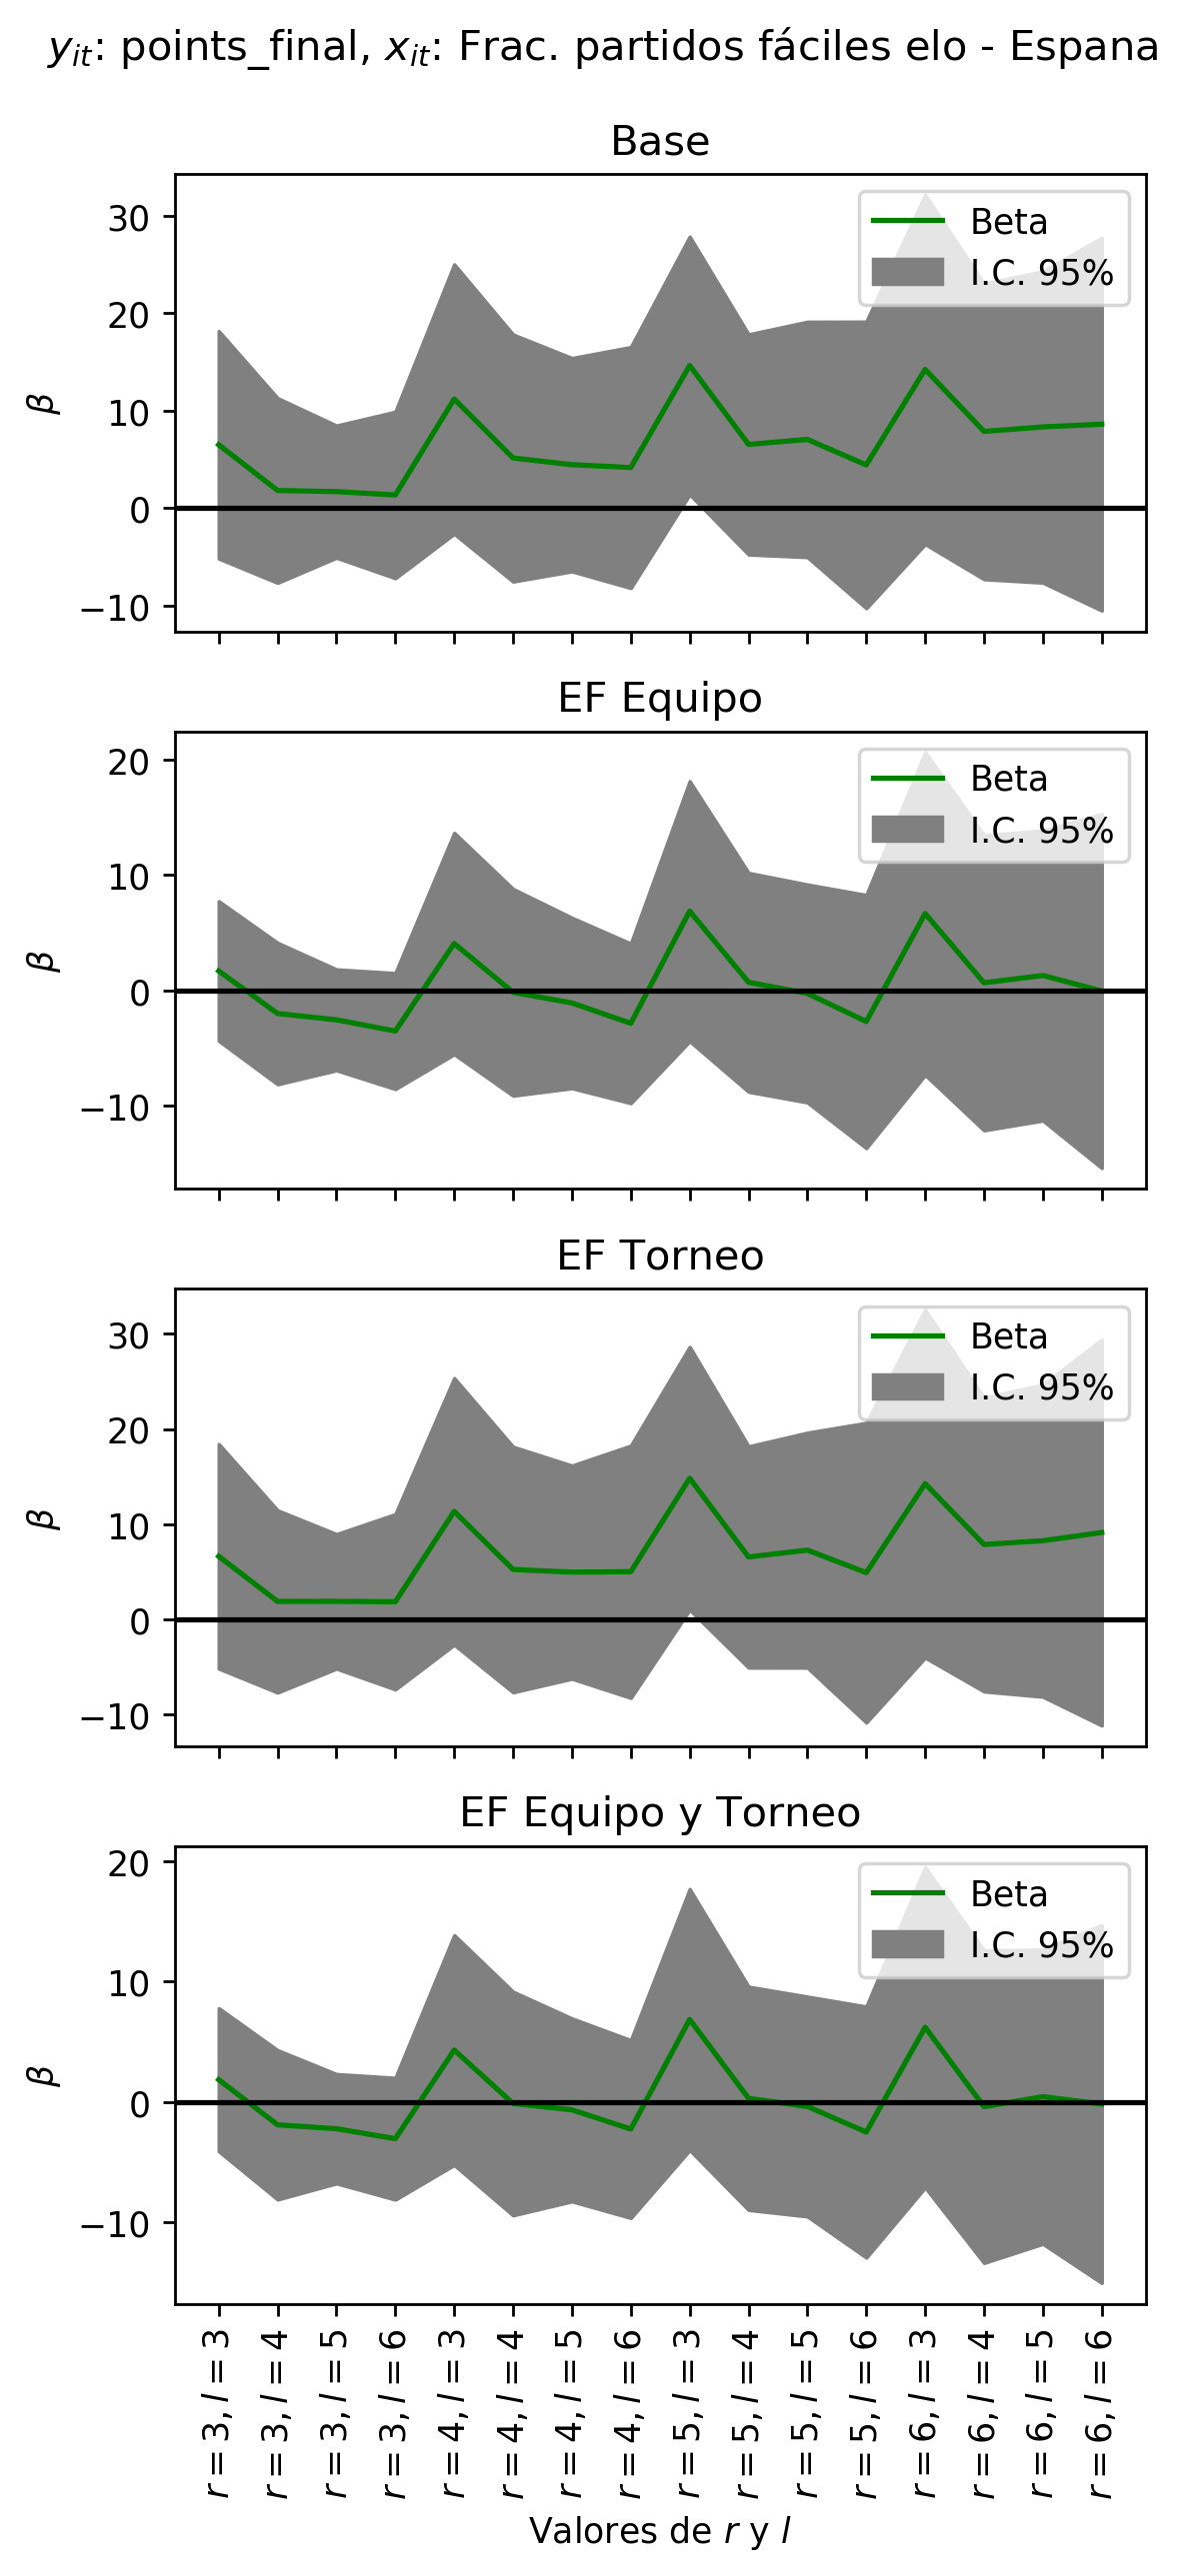 y_it: points_final, x_it: Frac. partidos fáciles elo - Espana
Base
Beta
I.C. 95%
30
20
10
0
−10
β
EF Equipo
Beta
I.C. 95%
20
10
0
−10
β
EF Torneo
Beta
I.C. 95%
30
20
10
0
−10
β
EF Equipo y Torneo
Beta
I.C. 95%
20
10
0
−10
β
r = 3, l = 3
r = 3, l = 4
r = 3, l = 5
r = 3, l = 6
r = 4, l = 3
r = 4, l = 4
r = 4, l = 5
r = 4, l = 6
r = 5, l = 3
r = 5, l = 4
r = 5, l = 5
r = 5, l = 6
r = 6, l = 3
r = 6, l = 4
r = 6, l = 5
r = 6, l = 6
Valores de r y l